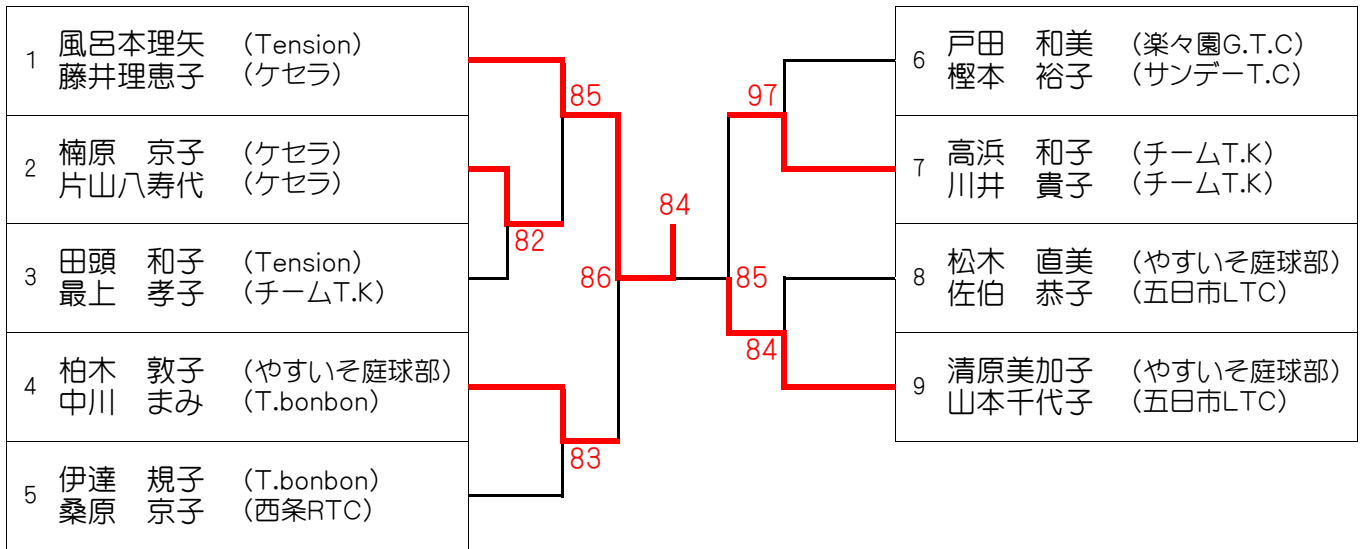 1 風呂本理矢 (Tension)
藤井理恵子 (ケセラ)
2 楠原 京子 (ケセラ)
片山八寿代 (ケセラ)
3 田頭 和子 (Tension)
最上 孝子 (チームT.K)
4 柏木 敦子 (やすいそ庭球部)
中川 まみ (T.bonbon)
5 伊達 規子 (T.bonbon)
桑原 京子 (西条RTC)
85
82
86
83
84
97
85
84
6 戸田 和美 (楽々園G.T.C)
樫本 裕子 (サンデーT.C)
7 高浜 和子 (チームT.K)
川井 貴子 (チームT.K)
8 松木 直美 (やすいそ庭球部)
佐伯 恭子 (五日市LTC)
9 清原美加子 (やすいそ庭球部)
山本千代子 (五日市LTC)